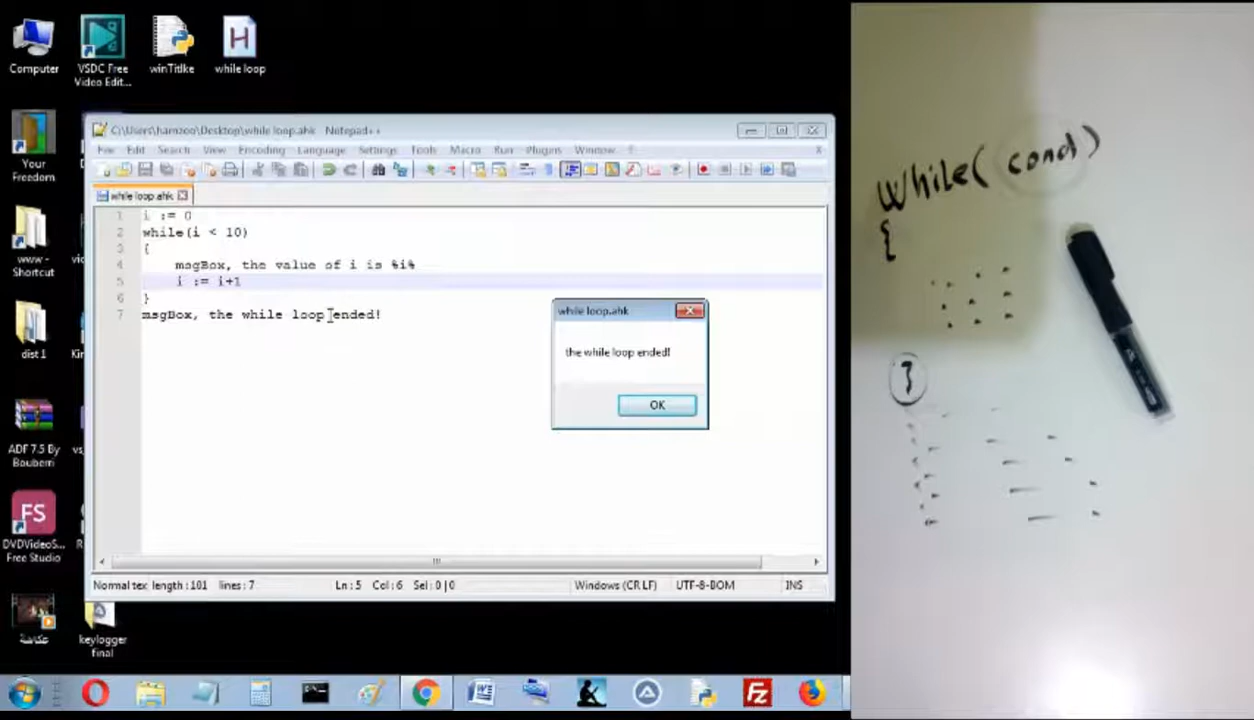 Computer
VSDC Free
Video Edit...
winTitlke
while loop
Your
Freedom
www -
Shortcut
dist 1
ADF 7.5 By
Boubern
FS
DVDVideoS...
Free Studio
عكاسة
keylogger
final
C:\Users\hamzoo\Desktop\while loop.ahk - Notepad++
File Edit Search View Encoding Language Settings Tools Macro Run Plugins Window ?
while loop.ahk
1 i := 0
2 while(i < 10)
3 {
4 msgBox, the value of i is %i%
5 i := i+1
6 }
7 msgBox, the while loop ended!
while loop.ahk
the while loop ended!
OK
Normal tex length : 101 lines : 7 Ln : 5 Col : 6 Sel : 0 | 0 Windows (CR LF) UTF-8-BOM INS
While( cond )
{
}